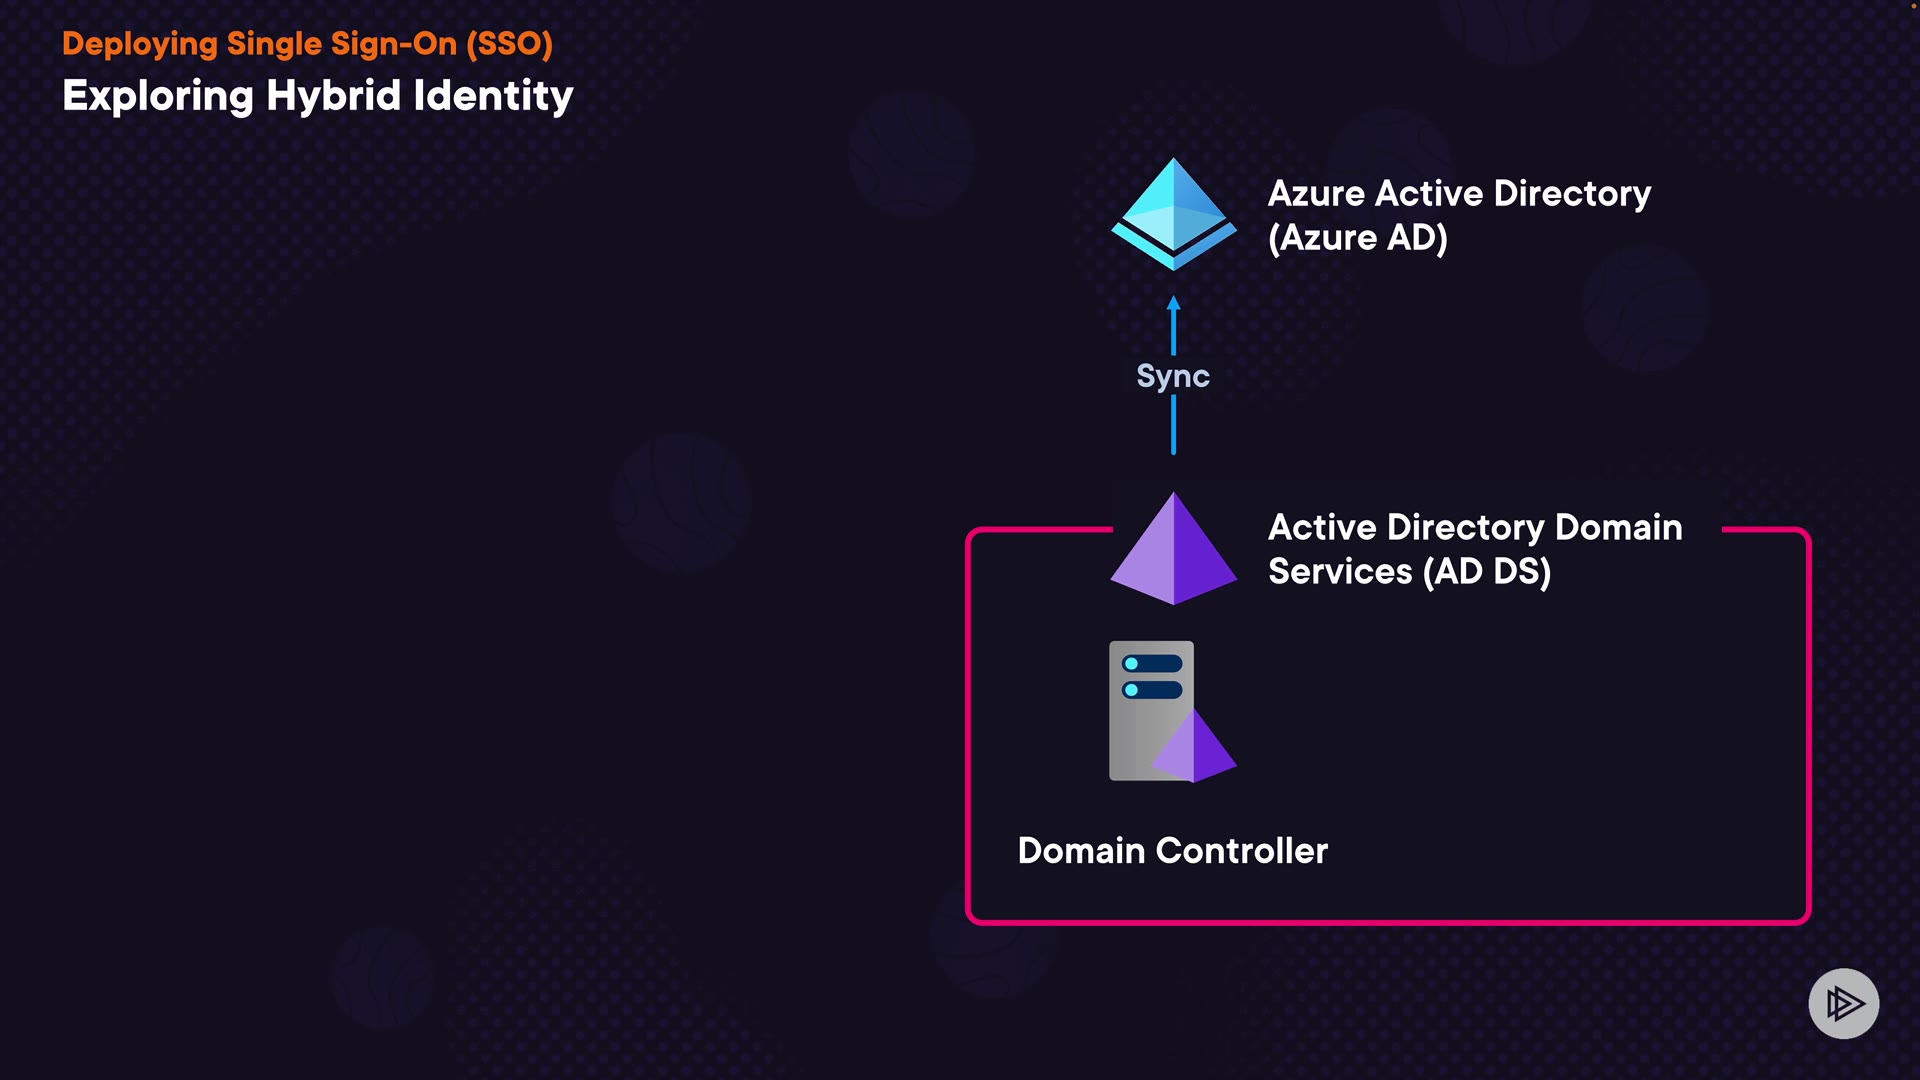 Deploying Single Sign-On (SSO)
Exploring Hybrid Identity
Azure Active Directory
(Azure AD)
Sync
Active Directory Domain
Services (AD DS)
Domain Controller